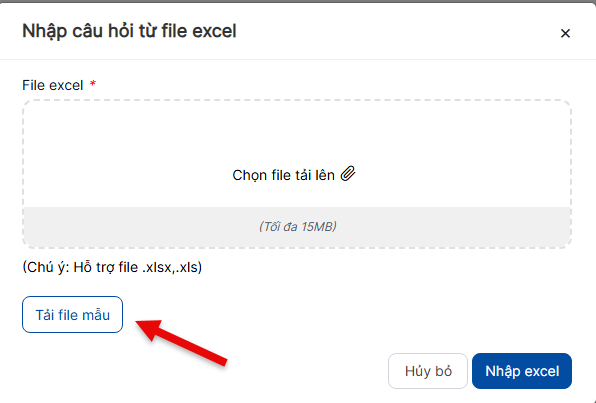 Nhập câu hỏi từ file excel
×
File excel *
Chọn file tải lên
(Tối đa 15MB)
(Chú ý: Hỗ trợ file .xlsx,.xls)
Tải file mẫu
Hủy bỏ
Nhập excel